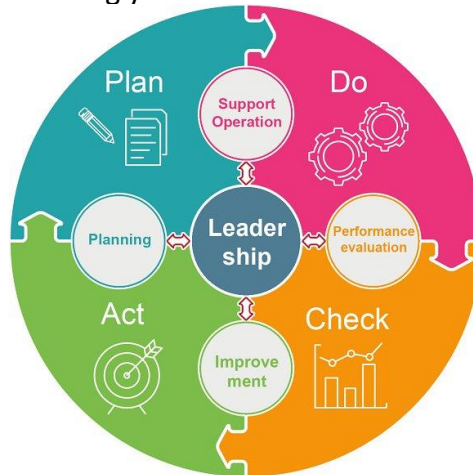 Plan
Do
Support
Operation
Planning
Leader
ship
Performance
evaluation
Act
Check
Improve
ment